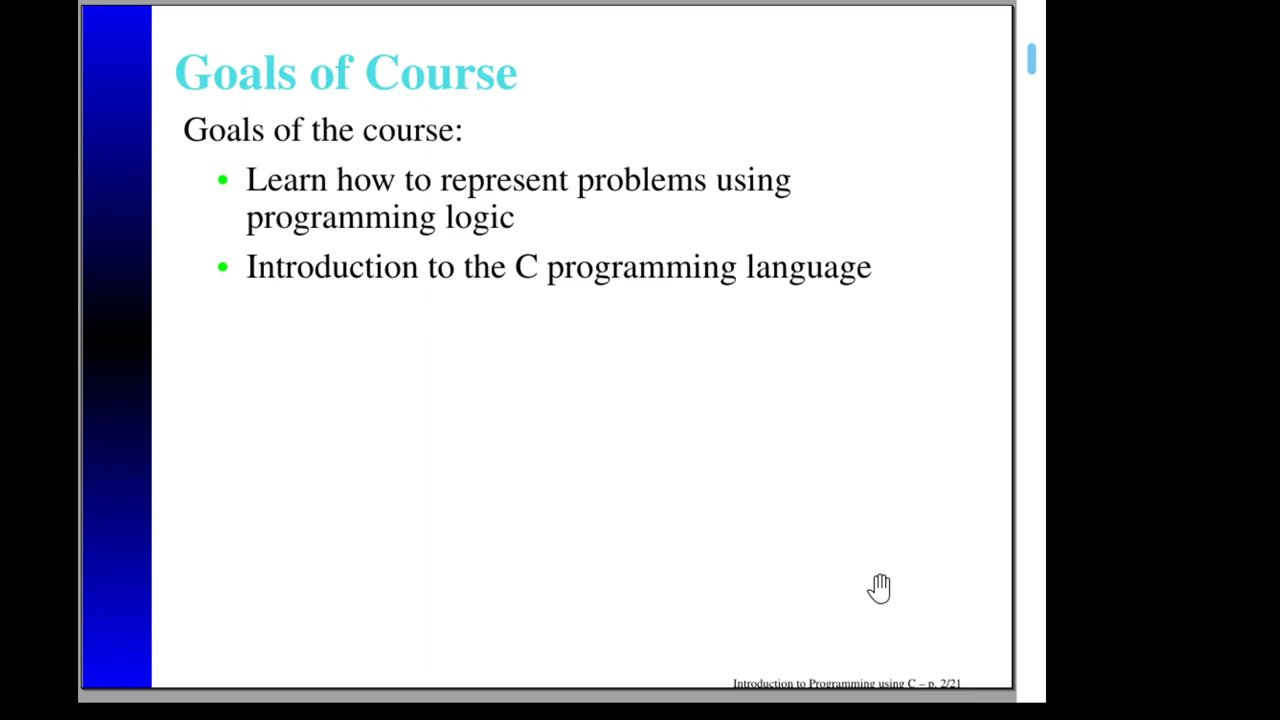 Goals of Course
Goals of the course:
• Learn how to represent problems using
programming logic
• Introduction to the C programming language
Introduction to Programming using C – p. 2/21